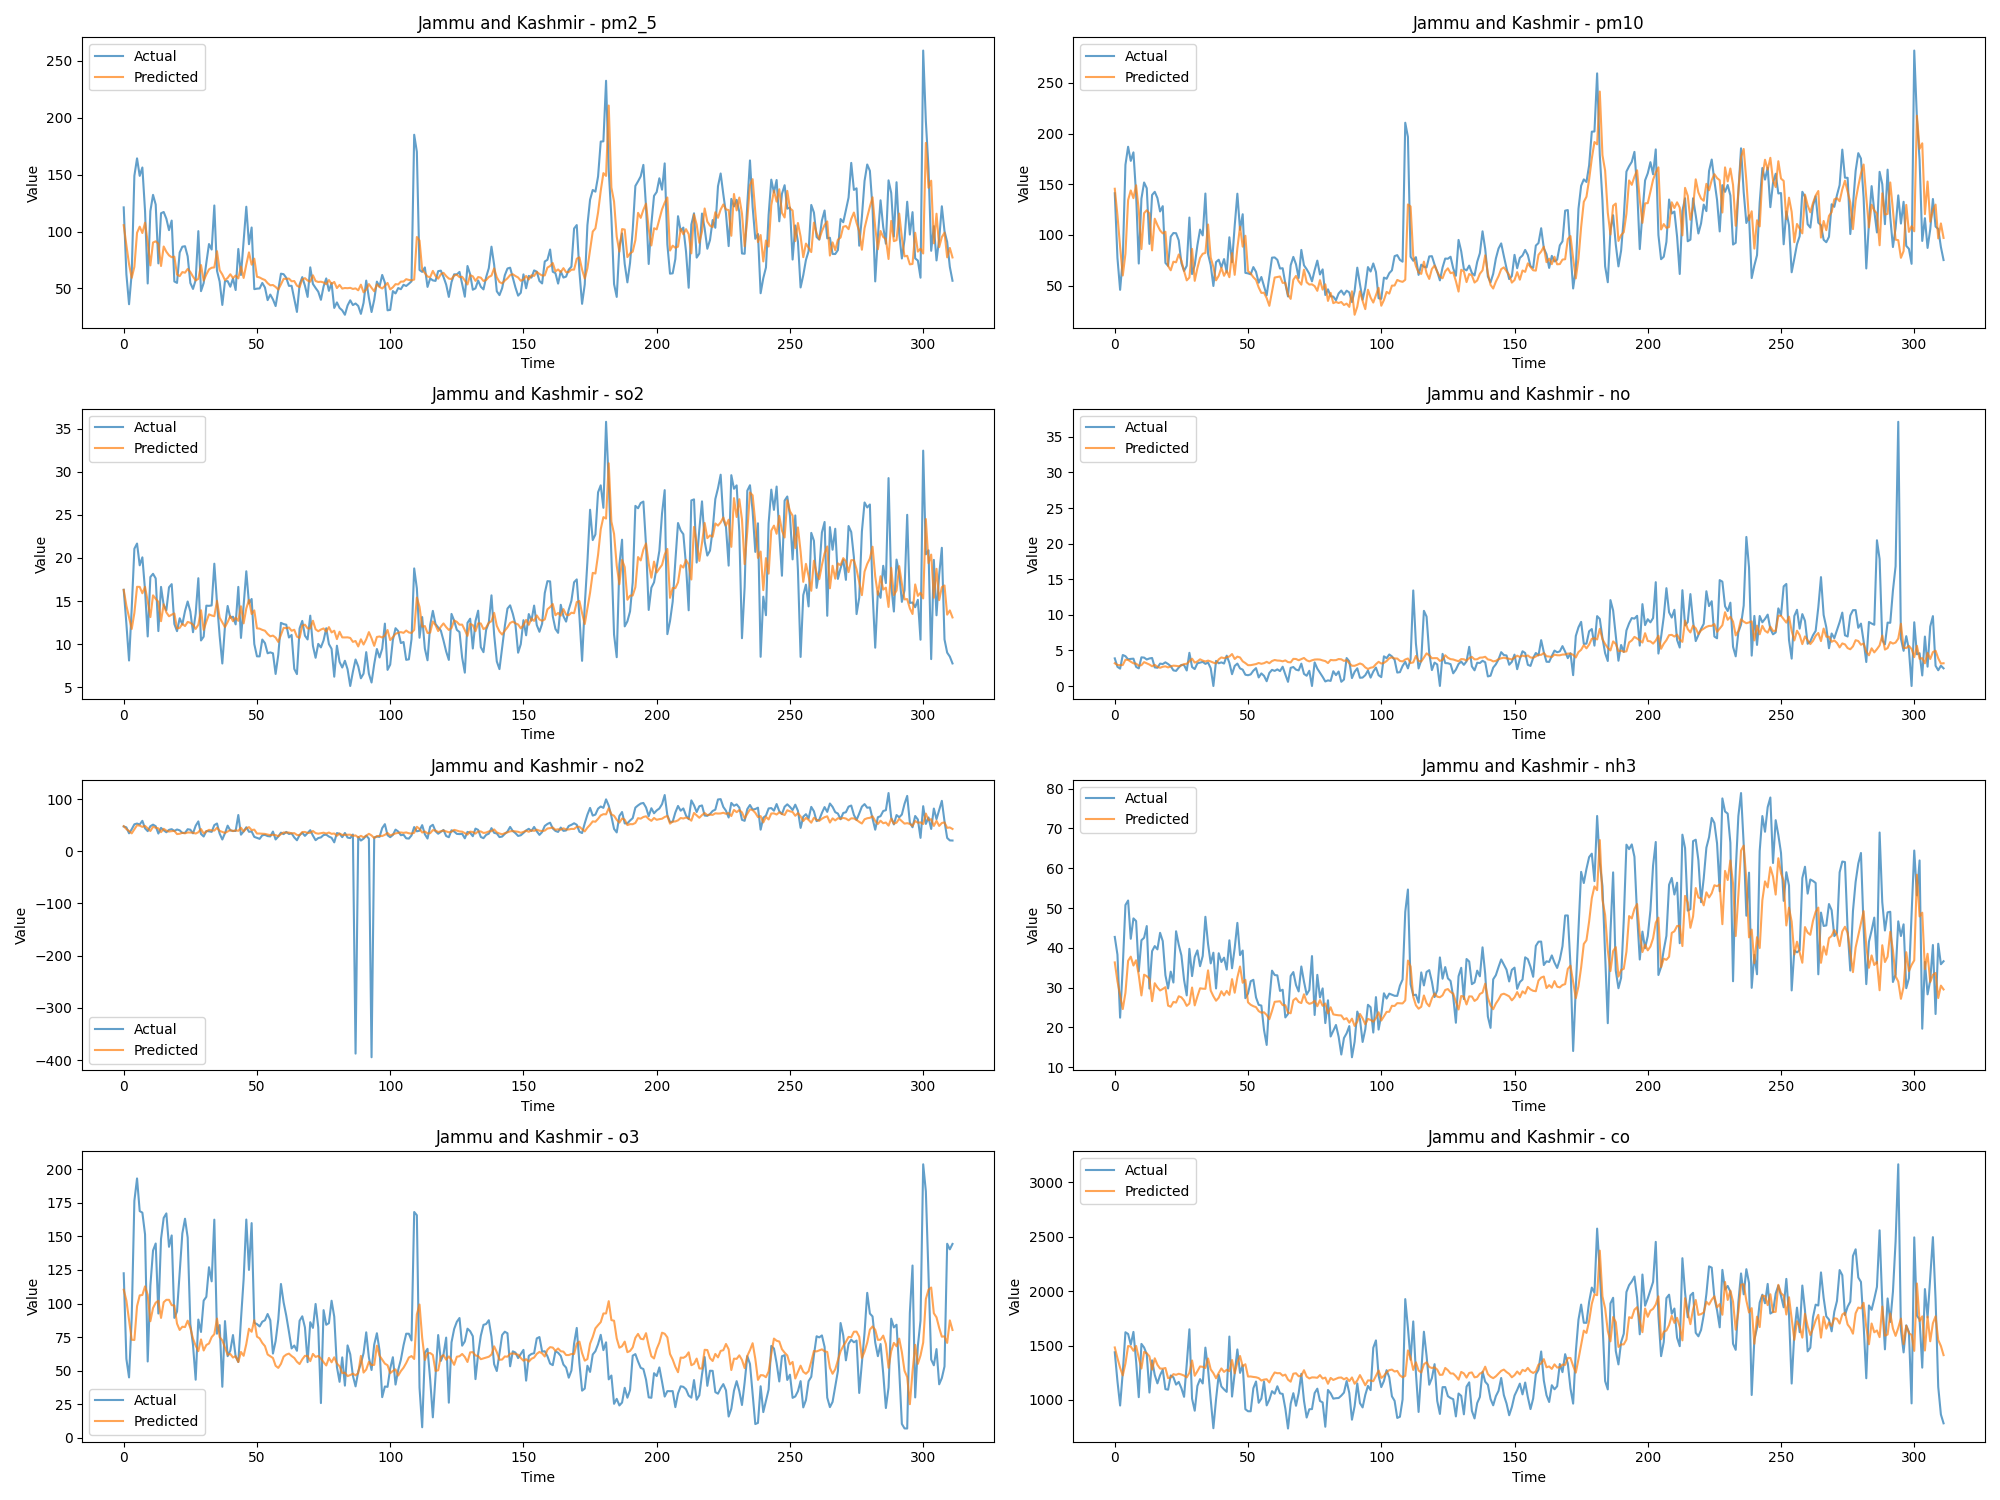 Jammu and Kashmir - pm2_5
Actual
Predicted
Value
250
200
150
100
50
0 50 100 150 200 250 300
Time
Jammu and Kashmir - pm10
Actual
Predicted
Value
250
200
150
100
50
0 50 100 150 200 250 300
Time
Jammu and Kashmir - so2
Actual
Predicted
Value
35
30
25
20
15
10
5
0 50 100 150 200 250 300
Time
Jammu and Kashmir - no
Actual
Predicted
Value
35
30
25
20
15
10
5
0
0 50 100 150 200 250 300
Time
Jammu and Kashmir - no2
Value
100
0
−100
−200
−300
−400
Actual
Predicted
0 50 100 150 200 250 300
Time
Jammu and Kashmir - nh3
Actual
Predicted
Value
80
70
60
50
40
30
20
10
0 50 100 150 200 250 300
Time
Jammu and Kashmir - o3
Value
200
175
150
125
100
75
50
25
0
Actual
Predicted
0 50 100 150 200 250 300
Time
Jammu and Kashmir - co
Actual
Predicted
Value
3000
2500
2000
1500
1000
0 50 100 150 200 250 300
Time